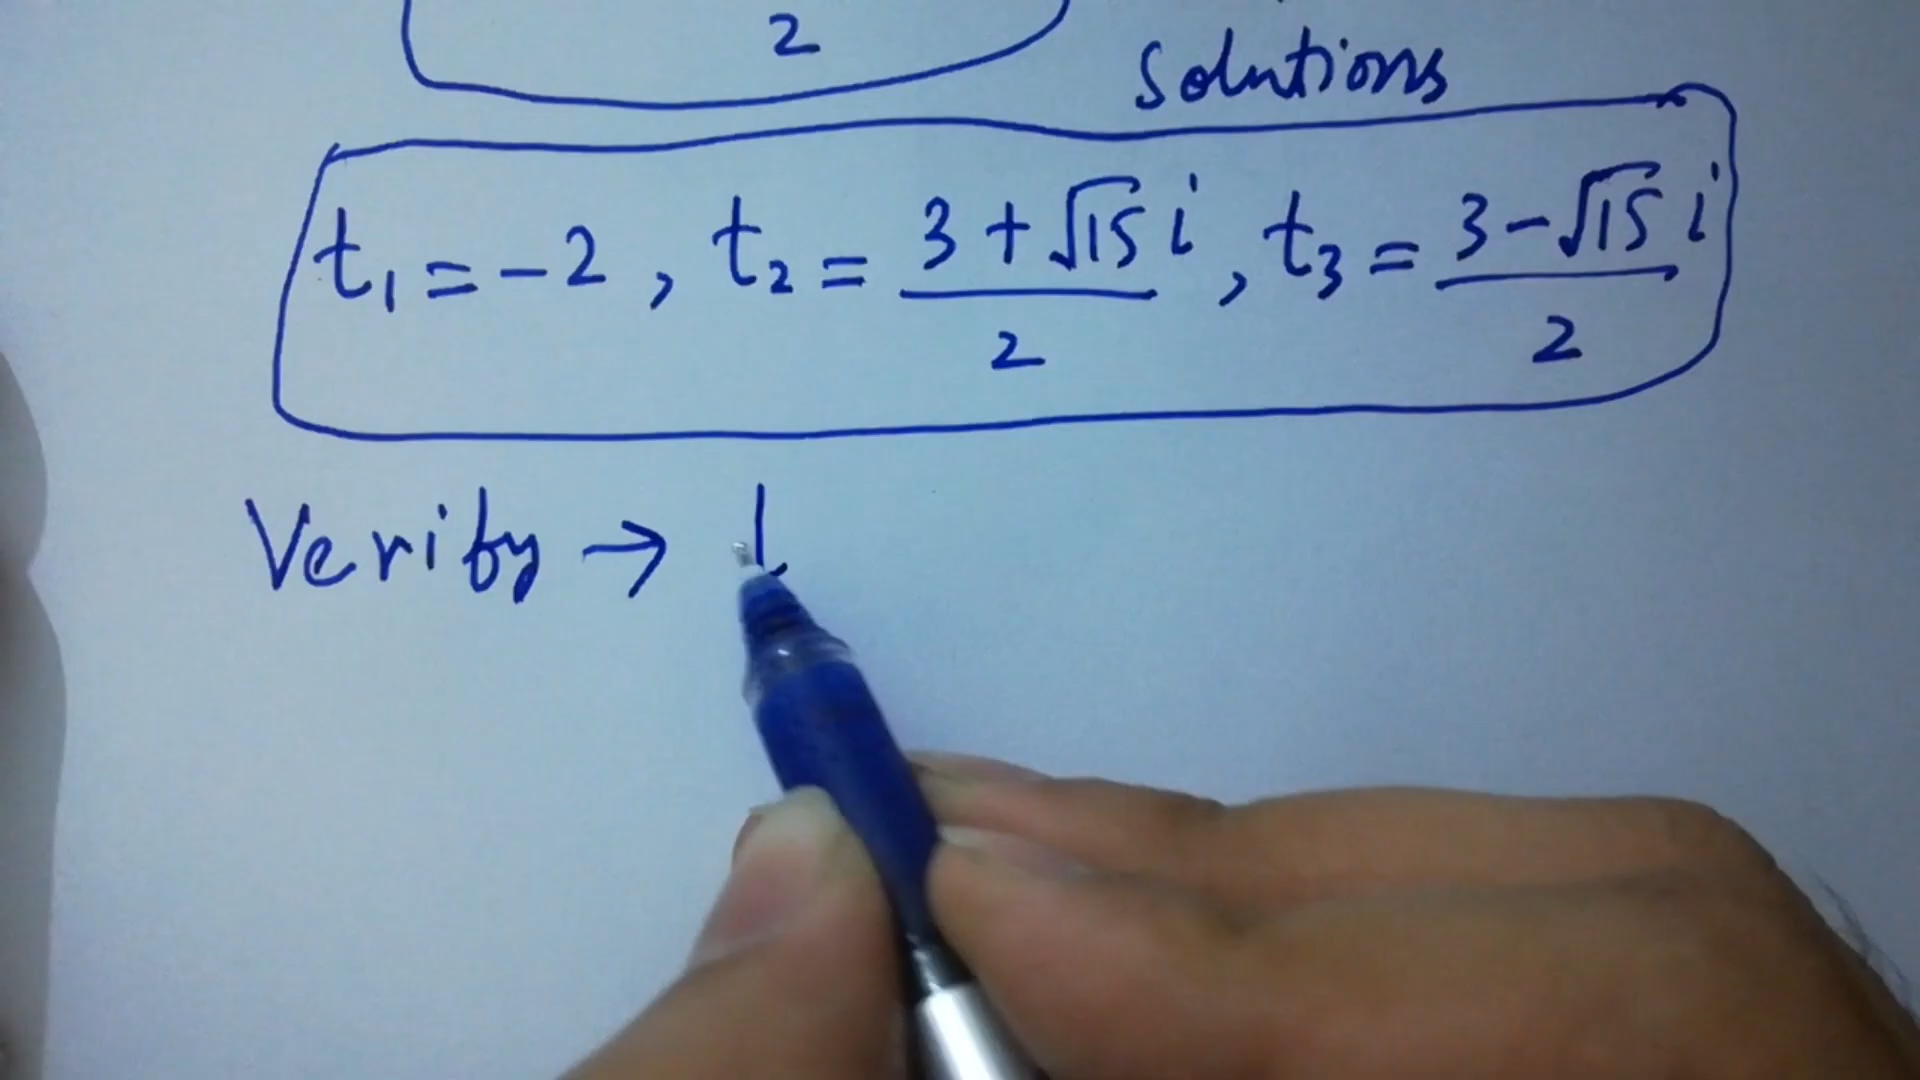 2
Solutions
t₁ = -2 , t₂ = (3 + √15 i)/2 , t₃ = (3 - √15 i)/2
Verify → t